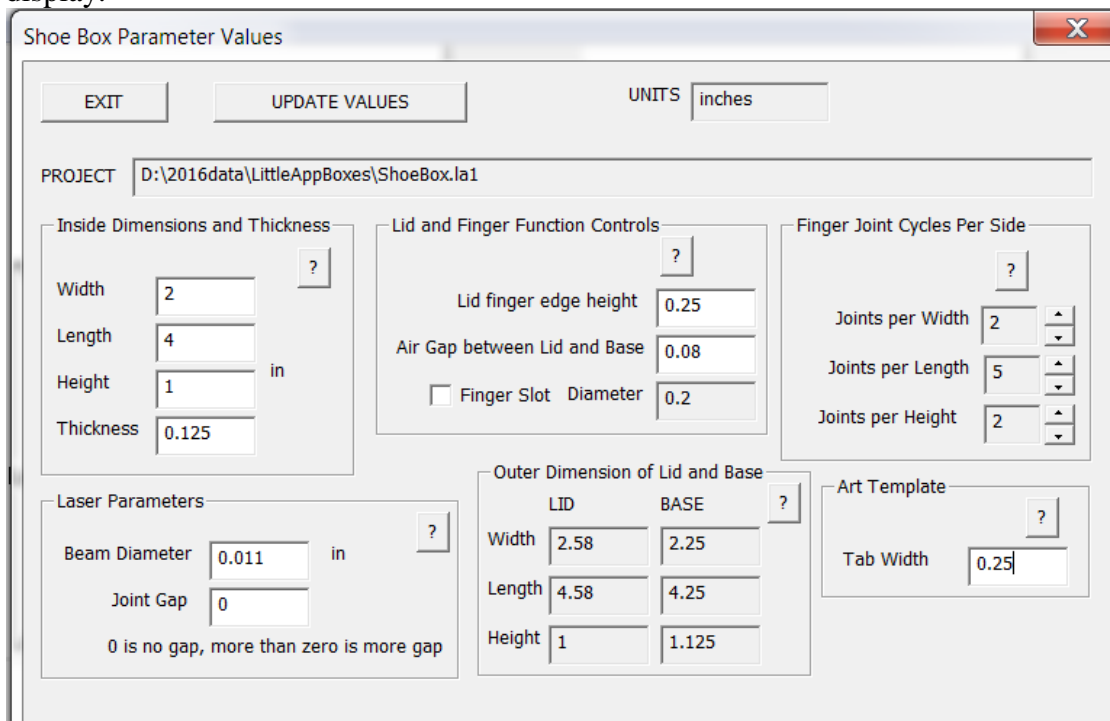 display.
Shoe Box Parameter Values
X
EXIT
UPDATE VALUES
UNITS inches
PROJECT D:\2016data\LittleAppBoxes\ShoeBox.la1
Inside Dimensions and Thickness
?
Width 2
Length 4
Height 1
in
Thickness 0.125
Lid and Finger Function Controls
?
Lid finger edge height 0.25
Air Gap between Lid and Base 0.08
Finger Slot Diameter 0.2
Finger Joint Cycles Per Side
?
Joints per Width 2
Joints per Length 5
Joints per Height 2
Laser Parameters
?
Beam Diameter 0.011 in
Joint Gap 0
0 is no gap, more than zero is more gap
Outer Dimension of Lid and Base
LID BASE ?
Width 2.58 2.25
Length 4.58 4.25
Height 1 1.125
Art Template
?
Tab Width 0.25